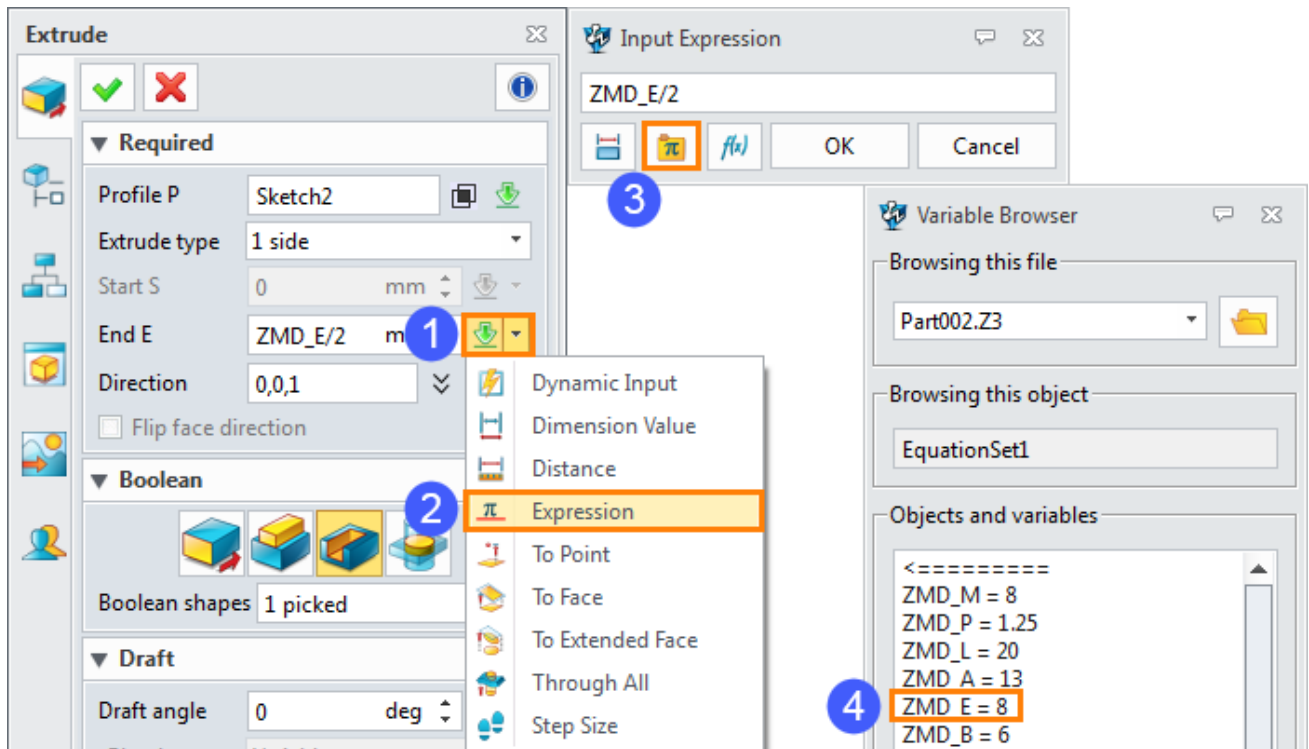 Extrude
Required
Profile P
Sketch2
Extrude type
1 side
Start S
0
mm
End E
ZMD_E/2
m
1
Direction
0,0,1
Flip face direction
Boolean
2
Boolean shapes
1 picked
Draft
Draft angle
0
deg
Dynamic Input
Dimension Value
Distance
π
Expression
To Point
To Face
To Extended Face
Through All
Step Size
Input Expression
ZMD_E/2
π
f(x)
OK
Cancel
3
Variable Browser
Browsing this file
Part002.Z3
Browsing this object
EquationSet1
Objects and variables
<=========
ZMD_M = 8
ZMD_P = 1.25
ZMD_L = 20
ZMD_A = 13
4
ZMD_E = 8
ZMD_B = 6